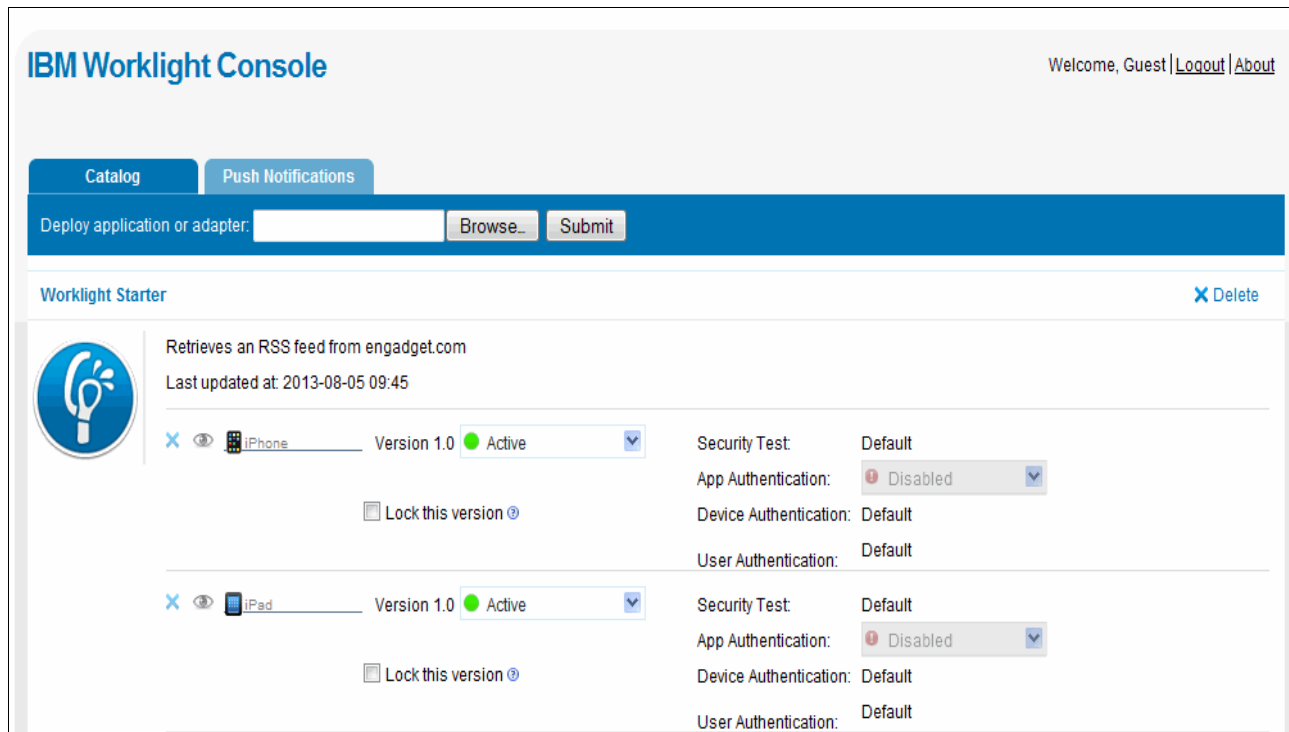 IBM Worklight Console
Welcome, Guest | Logout | About
Catalog Push Notifications
Deploy application or adapter: Browse... Submit
Worklight Starter Delete
Retrieves an RSS feed from engadget.com
Last updated at: 2013-08-05 09:45
iPhone Version 1.0 Active Security Test: Default
App Authentication: Disabled
Lock this version Device Authentication: Default
User Authentication: Default
iPad Version 1.0 Active Security Test: Default
App Authentication: Disabled
Lock this version Device Authentication: Default
User Authentication: Default